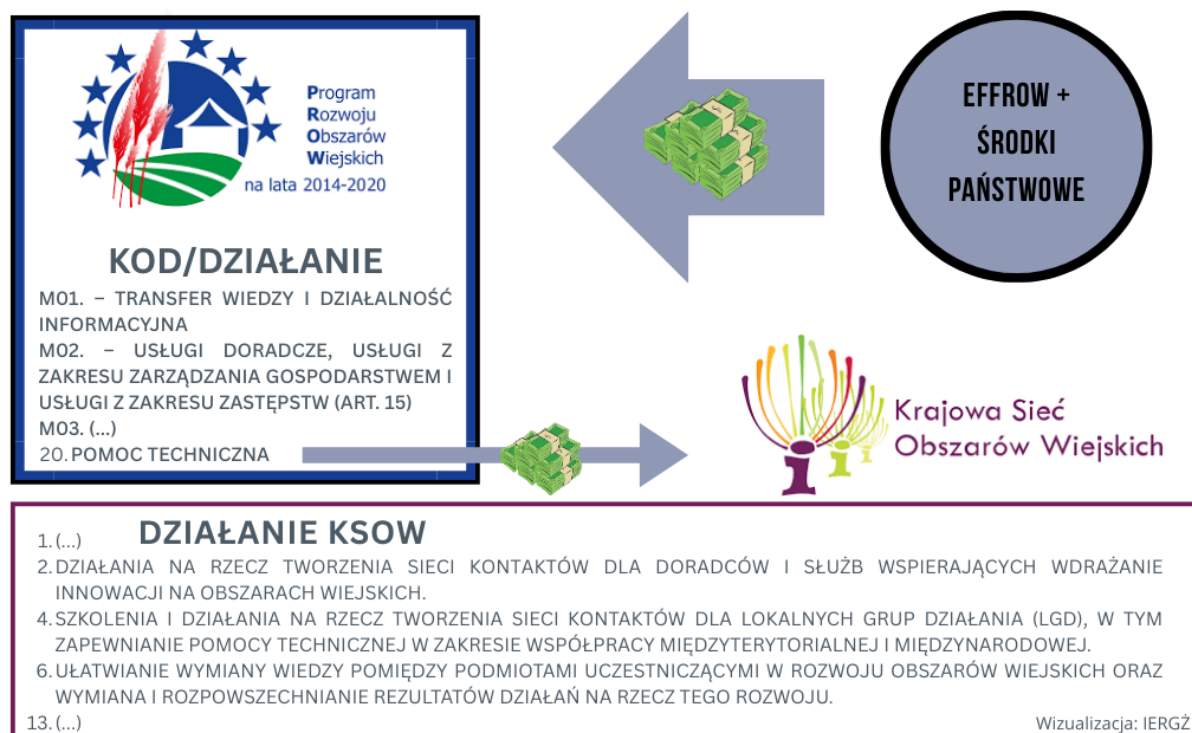 Program
Rozwoju
Obszarów
Wiejskich
na lata 2014-2020
EFFROW +
ŚRODKI
PAŃSTWOWE
KOD/DZIAŁANIE
M01. – TRANSFER WIEDZY I DZIAŁALNOŚĆ
INFORMACYJNA
M02. – USŁUGI DORADCZE, USŁUGI Z
ZAKRESU ZARZĄDZANIA GOSPODARSTWEM I
USŁUGI Z ZAKRESU ZASTĘPSTW (ART. 15)
M03. (...)
20. POMOC TECHNICZNA
Krajowa Sieć
Obszarów Wiejskich
DZIAŁANIE KSOW
1. (...)
2. DZIAŁANIA NA RZECZ TWORZENIA SIECI KONTAKTÓW DLA DORADCÓW I SŁUŻB WSPIERAJĄCYCH WDRAŻANIE
INNOWACJI NA OBSZARACH WIEJSKICH.
4. SZKOLENIA I DZIAŁANIA NA RZECZ TWORZENIA SIECI KONTAKTÓW DLA LOKALNYCH GRUP DZIAŁANIA (LGD), W TYM
ZAPEWNIANIE POMOCY TECHNICZNEJ W ZAKRESIE WSPÓŁPRACY MIĘDZYTERYTORIALNEJ I MIĘDZYNARODOWEJ.
6. UŁATWIANIE WYMIANY WIEDZY POMIĘDZY PODMIOTAMI UCZESTNICZĄCYMI W ROZWOJU OBSZARÓW WIEJSKICH ORAZ
WYMIANA I ROZPOWSZECHNIANIE REZULTATÓW DZIAŁAŃ NA RZECZ TEGO ROZWOJU.
13. (...)
Wizualizacja: IERGŻ